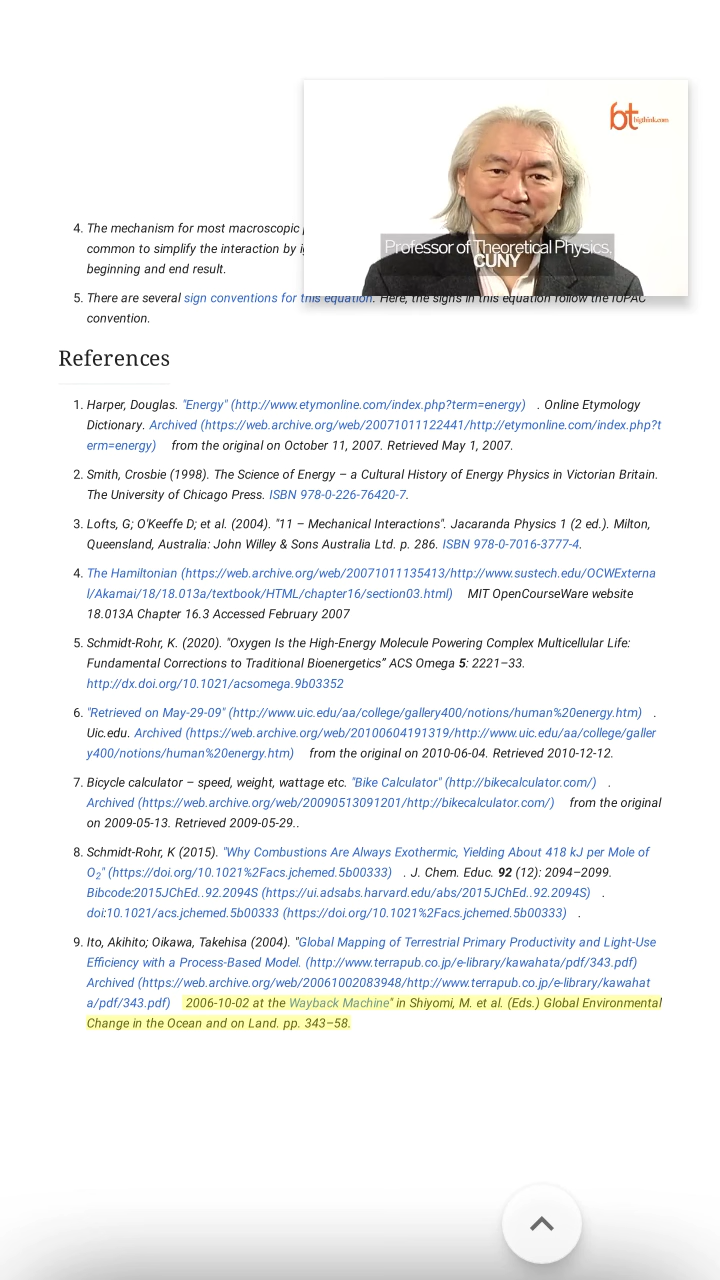 bt bigthink.com
Professor of Theoretical Physics,
CUNY
4. The mechanism for most macroscopic
common to simplify the interaction by
beginning and end result.
5. There are several sign conventions for this equation. Here, the signs in this equation follow the IUPAC
convention.
References
1. Harper, Douglas. "Energy" (http://www.etymonline.com/index.php?term=energy) . Online Etymology
Dictionary. Archived (https://web.archive.org/web/20071011122441/http://etymonline.com/index.php?t
erm=energy) from the original on October 11, 2007. Retrieved May 1, 2007.
2. Smith, Crosbie (1998). The Science of Energy – a Cultural History of Energy Physics in Victorian Britain.
The University of Chicago Press. ISBN 978-0-226-76420-7.
3. Lofts, G; O'Keeffe D; et al. (2004). "11 – Mechanical Interactions". Jacaranda Physics 1 (2 ed.). Milton,
Queensland, Australia: John Willey & Sons Australia Ltd. p. 286. ISBN 978-0-7016-3777-4.
4. The Hamiltonian (https://web.archive.org/web/20071011135413/http://www.sustech.edu/OCWExterna
l/Akamai/18/18.013a/textbook/HTML/chapter16/section03.html) MIT OpenCourseWare website
18.013A Chapter 16.3 Accessed February 2007
5. Schmidt-Rohr, K. (2020). "Oxygen Is the High-Energy Molecule Powering Complex Multicellular Life:
Fundamental Corrections to Traditional Bioenergetics” ACS Omega 5: 2221–33.
http://dx.doi.org/10.1021/acsomega.9b03352
6. "Retrieved on May-29-09" (http://www.uic.edu/aa/college/gallery400/notions/human%20energy.htm) .
Uic.edu. Archived (https://web.archive.org/web/20100604191319/http://www.uic.edu/aa/college/galler
y400/notions/human%20energy.htm) from the original on 2010-06-04. Retrieved 2010-12-12.
7. Bicycle calculator – speed, weight, wattage etc. "Bike Calculator" (http://bikecalculator.com/) .
Archived (https://web.archive.org/web/20090513091201/http://bikecalculator.com/) from the original
on 2009-05-13. Retrieved 2009-05-29..
8. Schmidt-Rohr, K (2015). "Why Combustions Are Always Exothermic, Yielding About 418 kJ per Mole of
O2" (https://doi.org/10.1021%2Facs.jchemed.5b00333) . J. Chem. Educ. 92 (12): 2094–2099.
Bibcode:2015JChEd..92.2094S (https://ui.adsabs.harvard.edu/abs/2015JChEd..92.2094S) .
doi:10.1021/acs.jchemed.5b00333 (https://doi.org/10.1021%2Facs.jchemed.5b00333) .
9. Ito, Akihito; Oikawa, Takehisa (2004). "Global Mapping of Terrestrial Primary Productivity and Light-Use
Efficiency with a Process-Based Model. (http://www.terrapub.co.jp/e-library/kawahata/pdf/343.pdf)
Archived (https://web.archive.org/web/20061002083948/http://www.terrapub.co.jp/e-library/kawahat
a/pdf/343.pdf) 2006-10-02 at the Wayback Machine" in Shiyomi, M. et al. (Eds.) Global Environmental
Change in the Ocean and on Land. pp. 343–58.